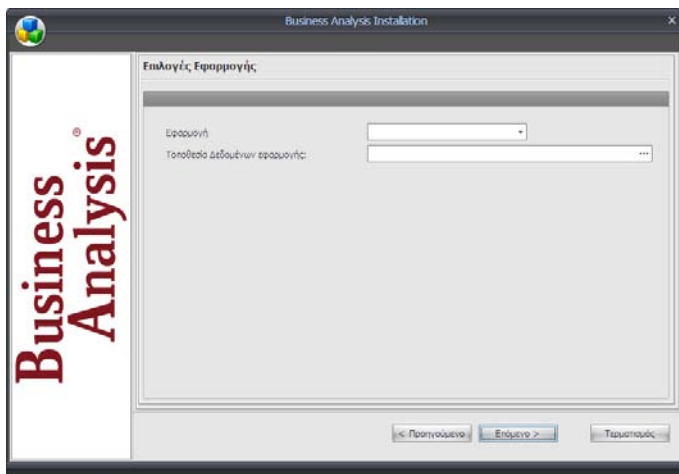 Business Analysis Installation
Επιλογές Εφαρμογής
Εφαρμογή
Τοποθεσία Δεδομένων εφαρμογής:
...
Business
Analysis®
< Προηγούμενο
Επόμενο >
Τερματισμός